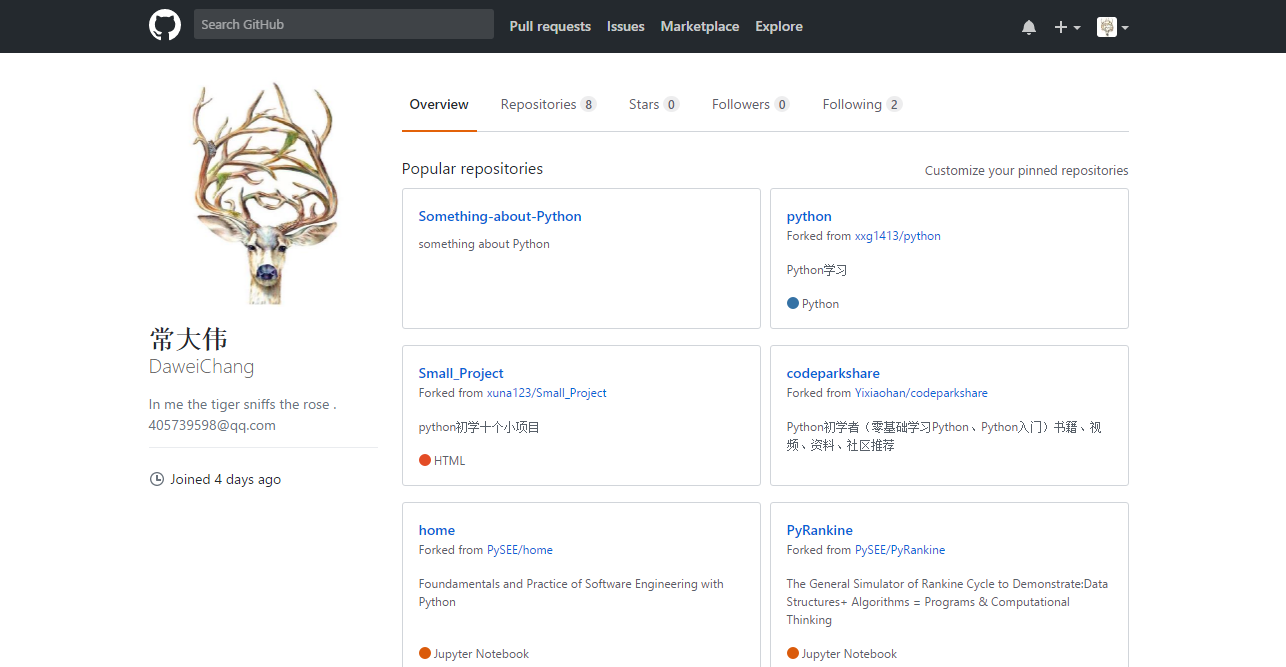 Search GitHub
Pull requests Issues Marketplace Explore
Overview Repositories 8 Stars 0 Followers 0 Following 2
常大伟
DaweiChang
In me the tiger sniffs the rose .
405739598@qq.com
Joined 4 days ago
Popular repositories
Customize your pinned repositories
Something-about-Python
something about Python
python
Forked from xxg1413/python
Python学习
Python
Small_Project
Forked from xuna123/Small_Project
python初学十个小项目
HTML
codeparkshare
Forked from Yixiaohan/codeparkshare
Python初学者（零基础学习Python、Python入门）书籍、视
频、资料、社区推荐
home
Forked from PySEE/home
Foundamentals and Practice of Software Engineering with
Python
Jupyter Notebook
PyRankine
Forked from PySEE/PyRankine
The General Simulator of Rankine Cycle to Demonstrate:Data
Structures+ Algorithms = Programs & Computational
Thinking
Jupyter Notebook